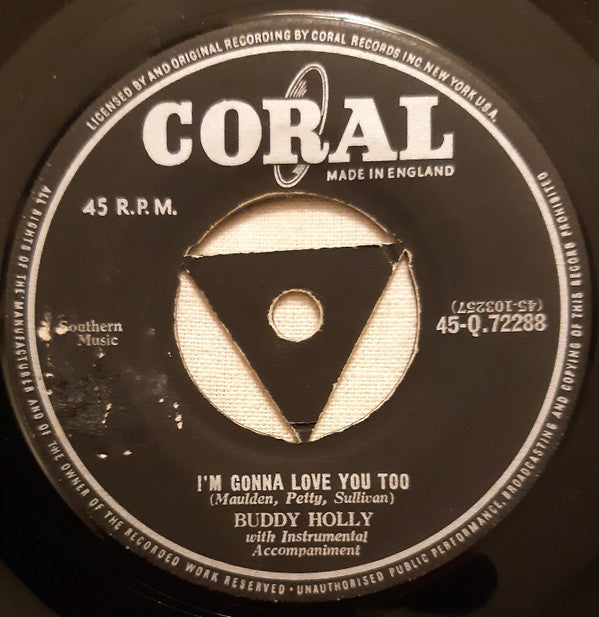 LICENSED BY AND ORIGINAL RECORDING BY CORAL RECORDS INC. NEW YORK U.S.A.
CORAL
MADE IN ENGLAND
45 R.P.M.
Southern
Music
(45-103257)
45-Q.72288
I'M GONNA LOVE YOU TOO
(Maulden, Petty, Sullivan)
BUDDY HOLLY
with Instrumental
Accompaniment
ALL RIGHTS OF THE MANUFACTURER AND OF THE OWNER OF THE RECORDED WORK RESERVED · UNAUTHORISED PUBLIC PERFORMANCE, BROADCASTING AND COPYING OF THIS RECORD PROHIBITED